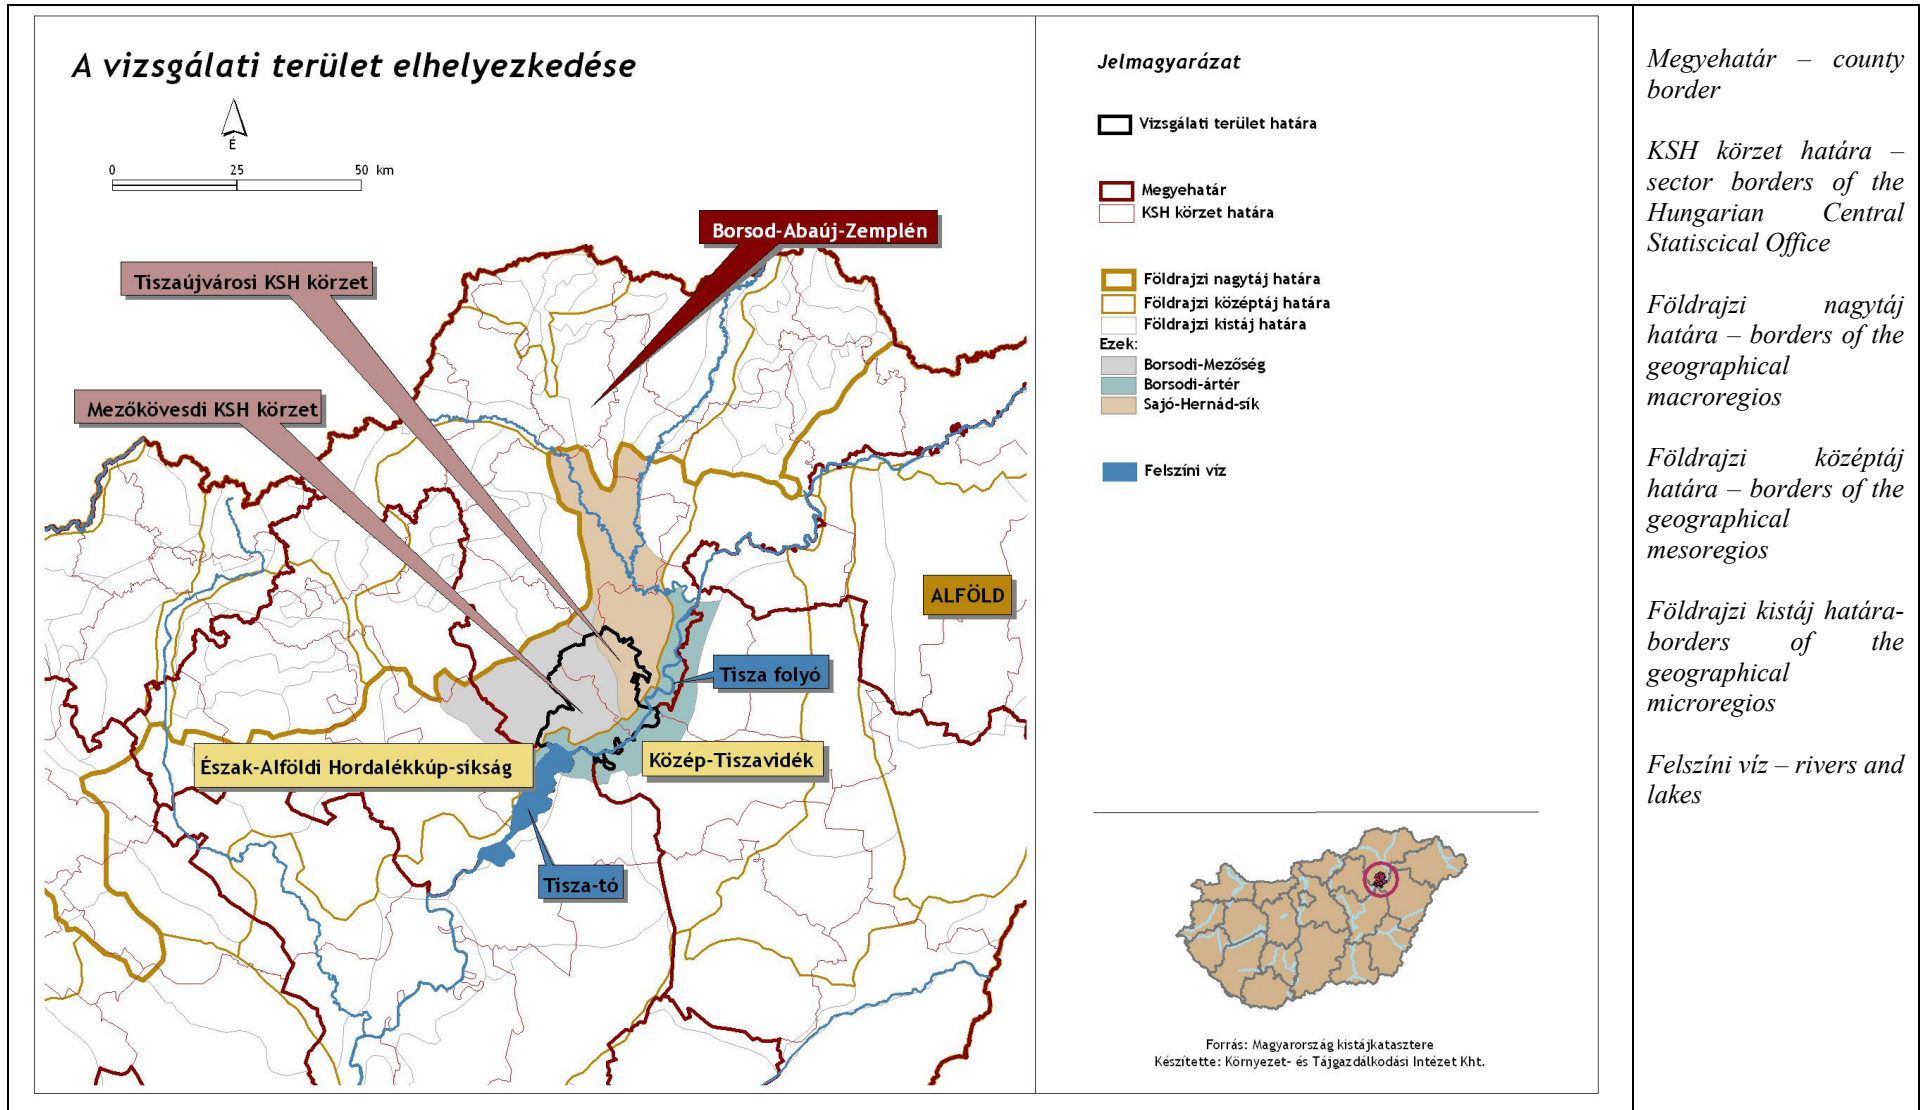 A vizsgálati terület elhelyezkedése
É
0 25 50 km
Borsod-Abaúj-Zemplén
Tiszaújvárosi KSH körzet
Mezőkövesdi KSH körzet
ALFÖLD
Tisza folyó
Észak-Alföldi Hordalékkúp-síkság
Közép-Tiszavidék
Tisza-tó
Jelmagyarázat
Vizsgálati terület határa
Megyehatár
KSH körzet határa
Földrajzi nagytáj határa
Földrajzi középtáj határa
Földrajzi kistáj határa
Ezek:
Borsodi-Mezőség
Borsodi-ártér
Sajó-Hernád-sík
Felszíni víz
Forrás: Magyarország kistájkatasztere
Készítette: Környezet- és Tájgazdálkodási Intézet Kht.
Megyehatár – county
border
KSH körzet határa –
sector borders of the
Hungarian Central
Statiscical Office
Földrajzi nagytáj
határa – borders of the
geographical
macroregios
Földrajzi középtáj
határa – borders of the
geographical
mesoregios
Földrajzi kistáj határa-
borders of the
geographical
microregios
Felszíni víz – rivers and
lakes